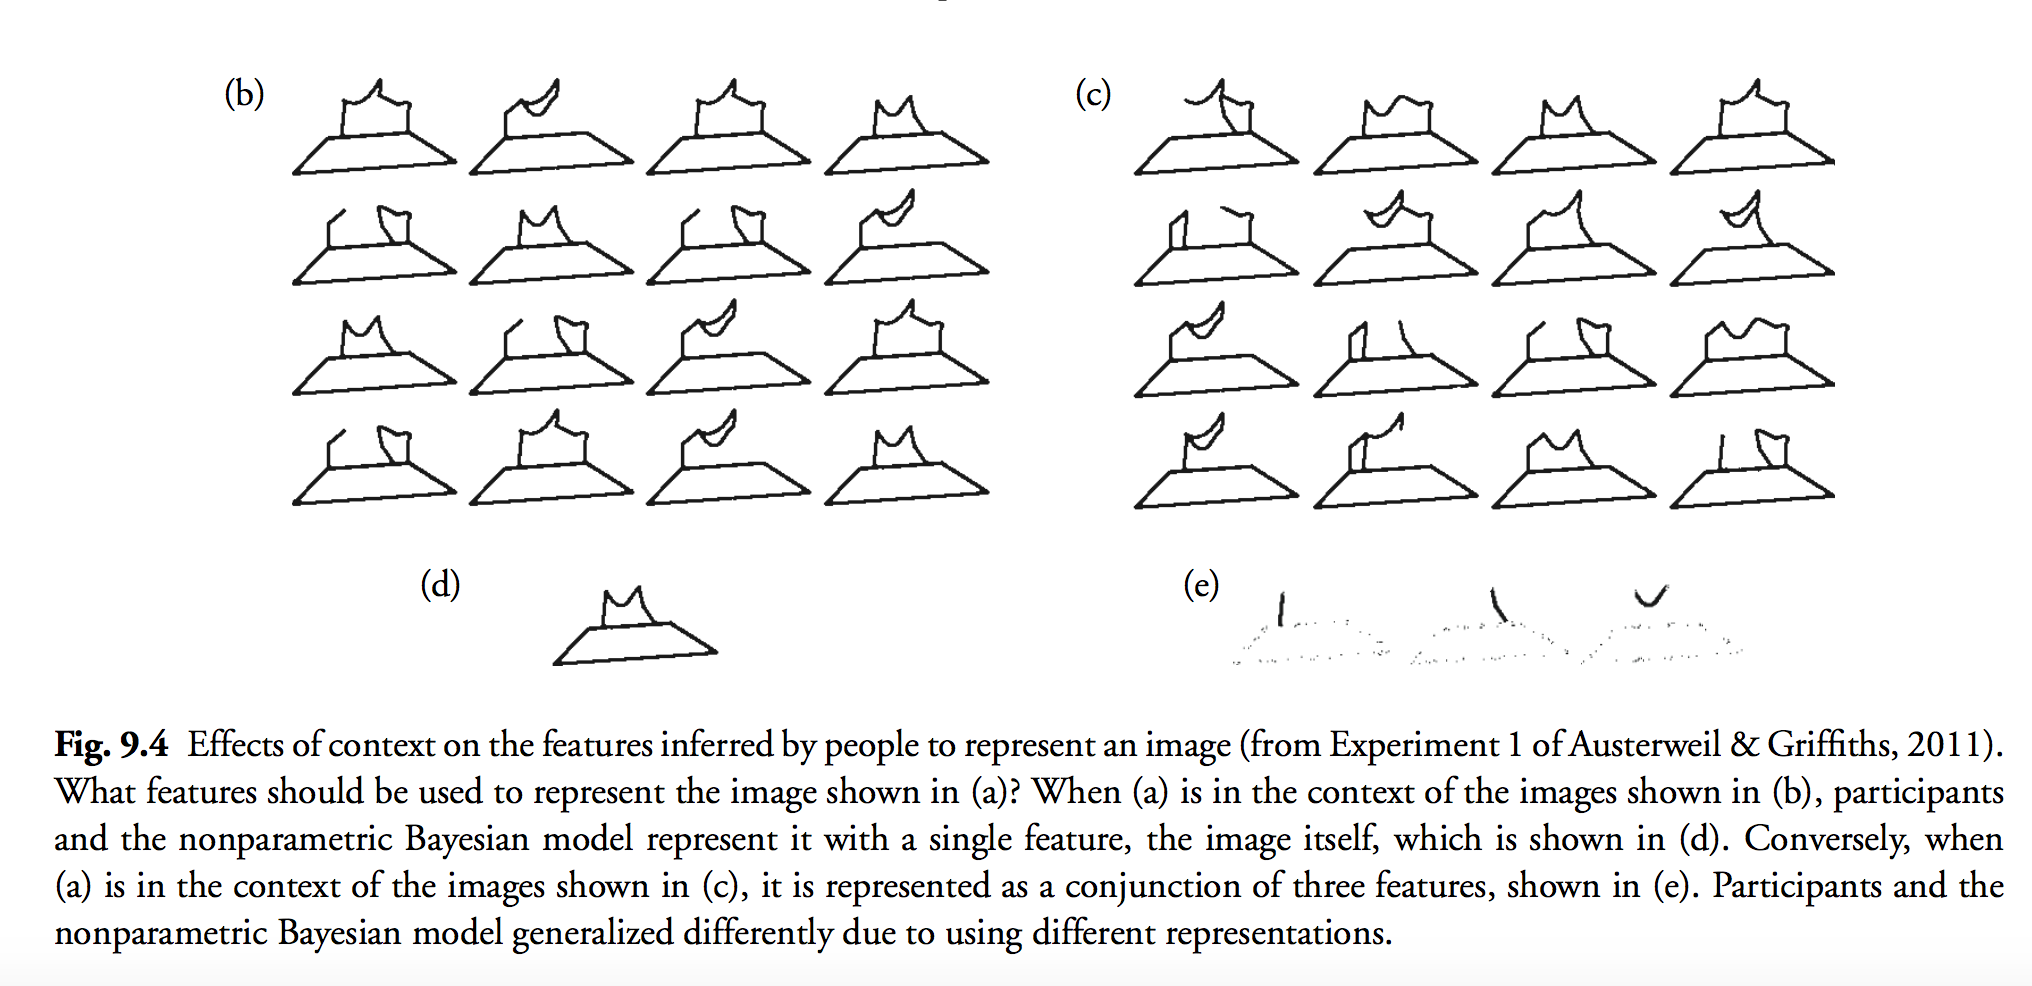 (b)
(c)
(d)
(e)
Fig. 9.4 Effects of context on the features inferred by people to represent an image (from Experiment 1 of Austerweil & Griffiths, 2011).
What features should be used to represent the image shown in (a)? When (a) is in the context of the images shown in (b), participants
and the nonparametric Bayesian model represent it with a single feature, the image itself, which is shown in (d). Conversely, when
(a) is in the context of the images shown in (c), it is represented as a conjunction of three features, shown in (e). Participants and the
nonparametric Bayesian model generalized differently due to using different representations.